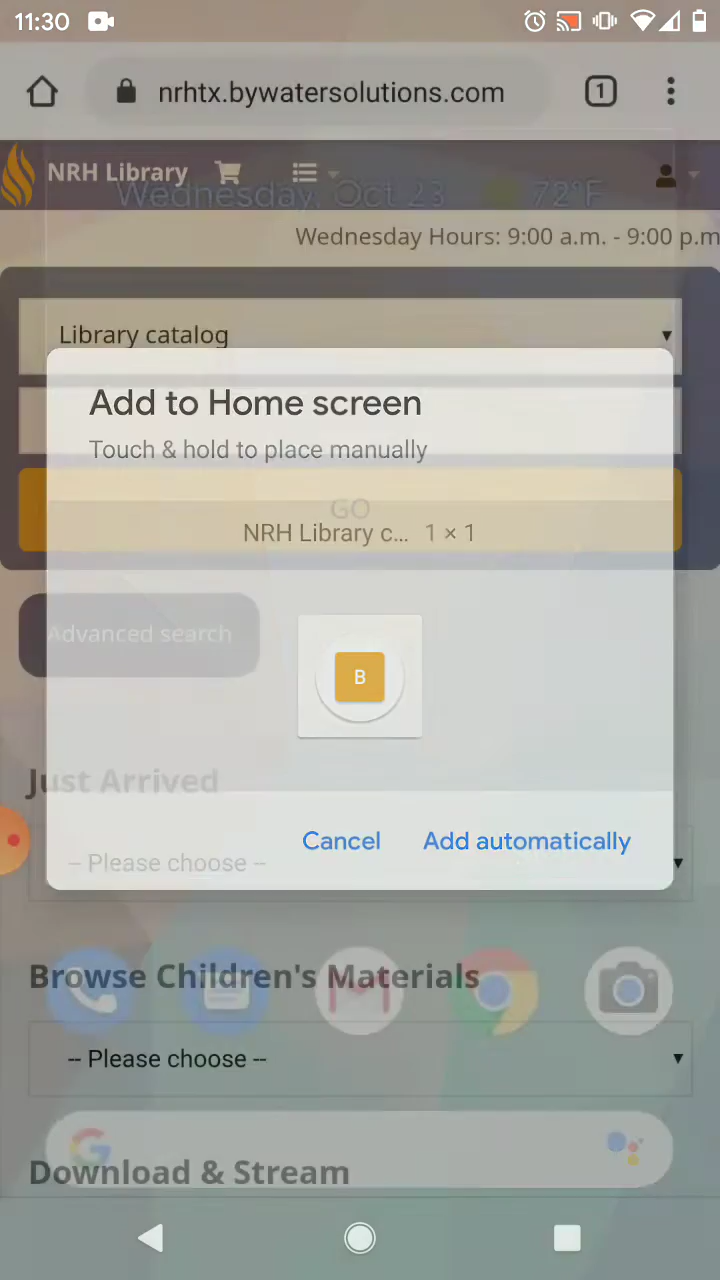 11:30
nrhtx.bywatersolutions.com
1
NRH Library
Wednesday, Oct 23 72°F
Wednesday Hours: 9:00 a.m. - 9:00 p.m
Library catalog
Add to Home screen
Touch & hold to place manually
GO
NRH Library c... 1 × 1
Advanced search
B
Just Arrived
Cancel Add automatically
-- Please choose --
Browse Children's Materials
-- Please choose --
G
Download & Stream